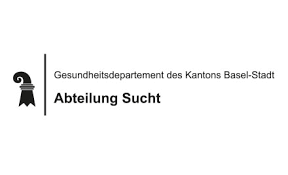 Gesundheitsdepartement des Kantons Basel-Stadt
Abteilung Sucht